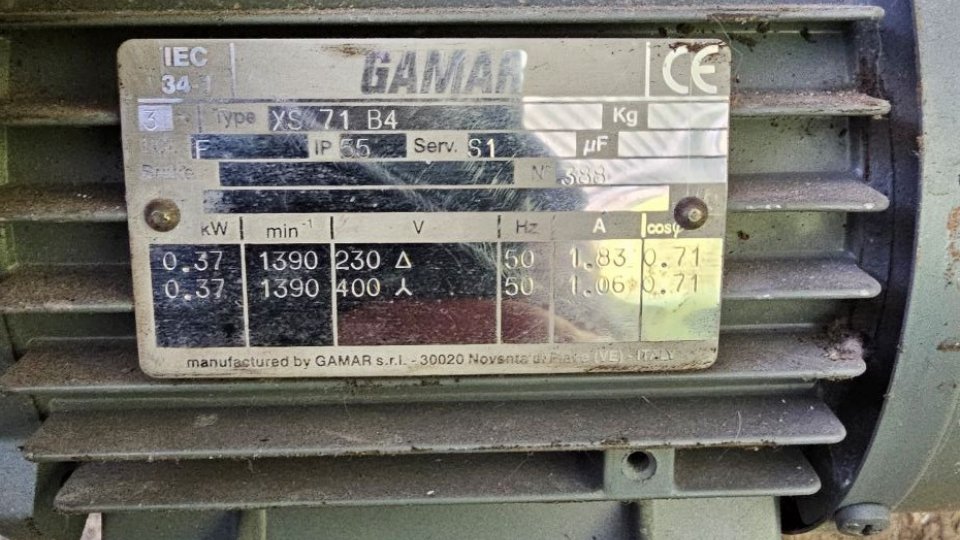 IEC
34-1
GAMAR
CE
3 Type XS 71 B4 Kg
F IP 55 Serv. S1 µF
N° 388
kW min⁻¹ V Hz A cosφ
0.37 1390 230 Δ 50 1.83 0.71
0.37 1390 400 ⅄ 50 1.06 0.71
manufactured by GAMAR s.r.l. - 30020 Noventa di Piave (VE) - ITALY